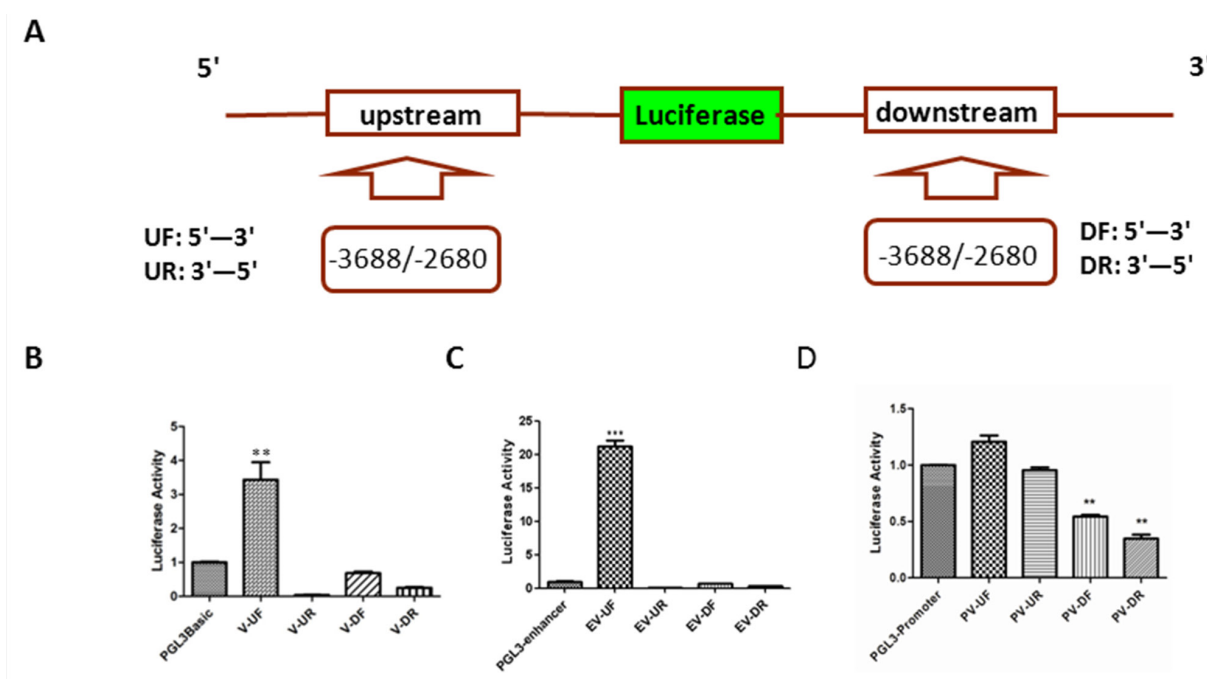 A
5' 3'
upstream Luciferase downstream
UF: 5'—3'
UR: 3'—5'
-3688/-2680
-3688/-2680
DF: 5'—3'
DR: 3'—5'
B
C
D
Luciferase Activity
5
4
3
2
1
0
**
PGL3Basic
V-UF
V-UR
V-DF
V-DR
Luciferase Activity
25
20
15
10
5
0
***
PGL3-enhancer
EV-UF
EV-UR
EV-DF
EV-DR
Luciferase Activity
1.5
1.0
0.5
0.0
**
**
PGL3-Promoter
PV-UF
PV-UR
PV-DF
PV-DR